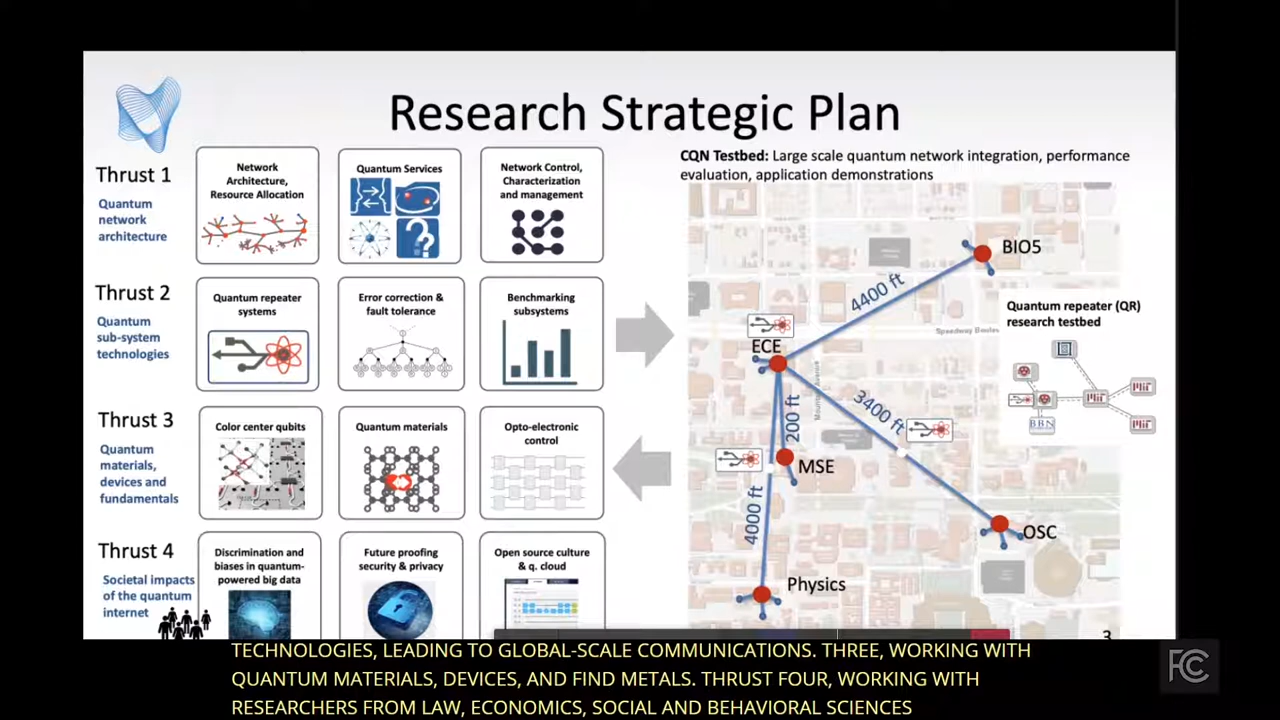 Research Strategic Plan
Thrust 1
Quantum
network
architecture
Network
Architecture,
Resource Allocation
Quantum Services
Network Control,
Characterization
and management
Thrust 2
Quantum
sub-system
technologies
Quantum repeater
systems
Error correction &
fault tolerance
Benchmarking
subsystems
Thrust 3
Quantum
materials,
devices and
fundamentals
Color center qubits
Quantum materials
Opto-electronic
control
Thrust 4
Societal impacts
of the quantum
internet
Discrimination and
biases in quantum-
powered big data
Future proofing
security & privacy
Open source culture
& q. cloud
CQN Testbed: Large scale quantum network integration, performance
evaluation, application demonstrations
BIO5
4400 ft
ECE
3400 ft
200 ft
MSE
4000 ft
OSC
Physics
Quantum repeater (QR)
research testbed
MIT
MIT
MIT
BBN
3
TECHNOLOGIES, LEADING TO GLOBAL-SCALE COMMUNICATIONS. THREE, WORKING WITH
QUANTUM MATERIALS, DEVICES, AND FIND METALS. THRUST FOUR, WORKING WITH
RESEARCHERS FROM LAW, ECONOMICS, SOCIAL AND BEHAVIORAL SCIENCES
FC